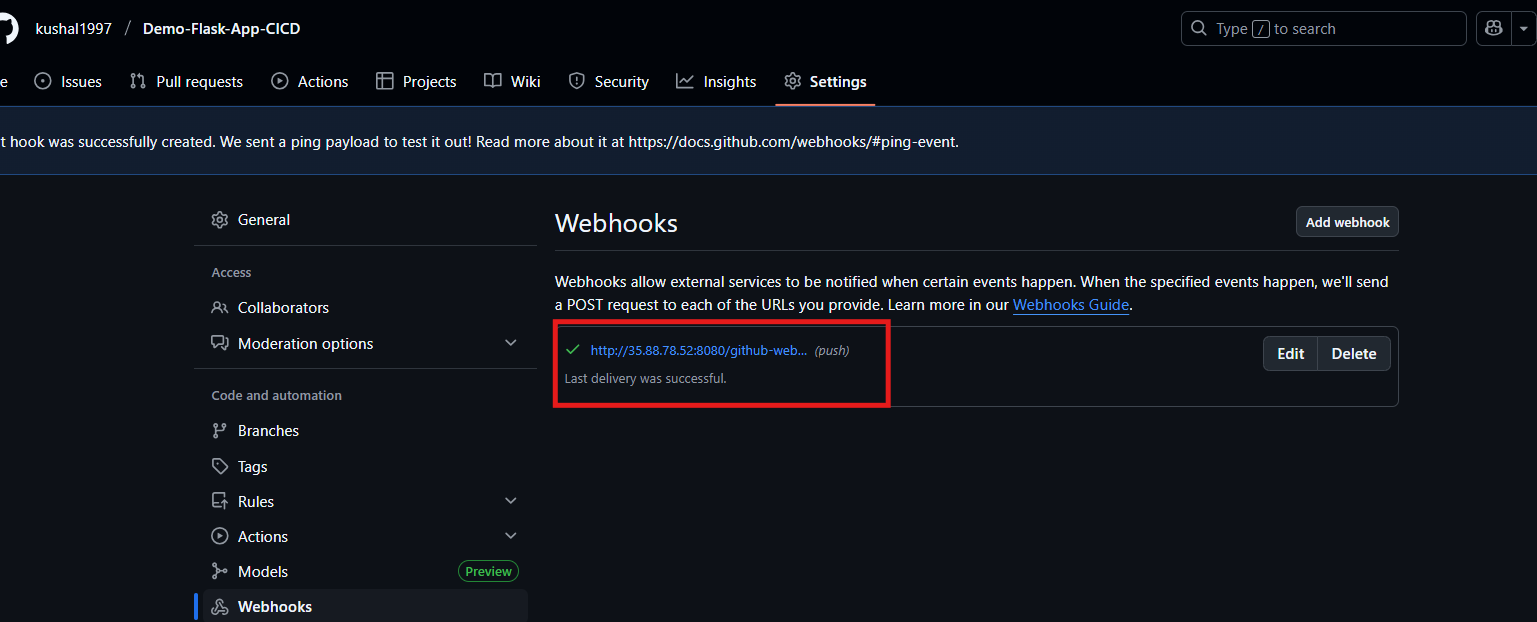 kushal1997 / Demo-Flask-App-CICD
Type / to search
e Issues Pull requests Actions Projects Wiki Security Insights Settings
t hook was successfully created. We sent a ping payload to test it out! Read more about it at https://docs.github.com/webhooks/#ping-event.
General
Access
Collaborators
Moderation options
Code and automation
Branches
Tags
Rules
Actions
Models Preview
Webhooks
Webhooks
Add webhook
Webhooks allow external services to be notified when certain events happen. When the specified events happen, we'll send
a POST request to each of the URLs you provide. Learn more in our Webhooks Guide.
http://35.88.78.52:8080/github-web... (push)
Last delivery was successful.
Edit Delete